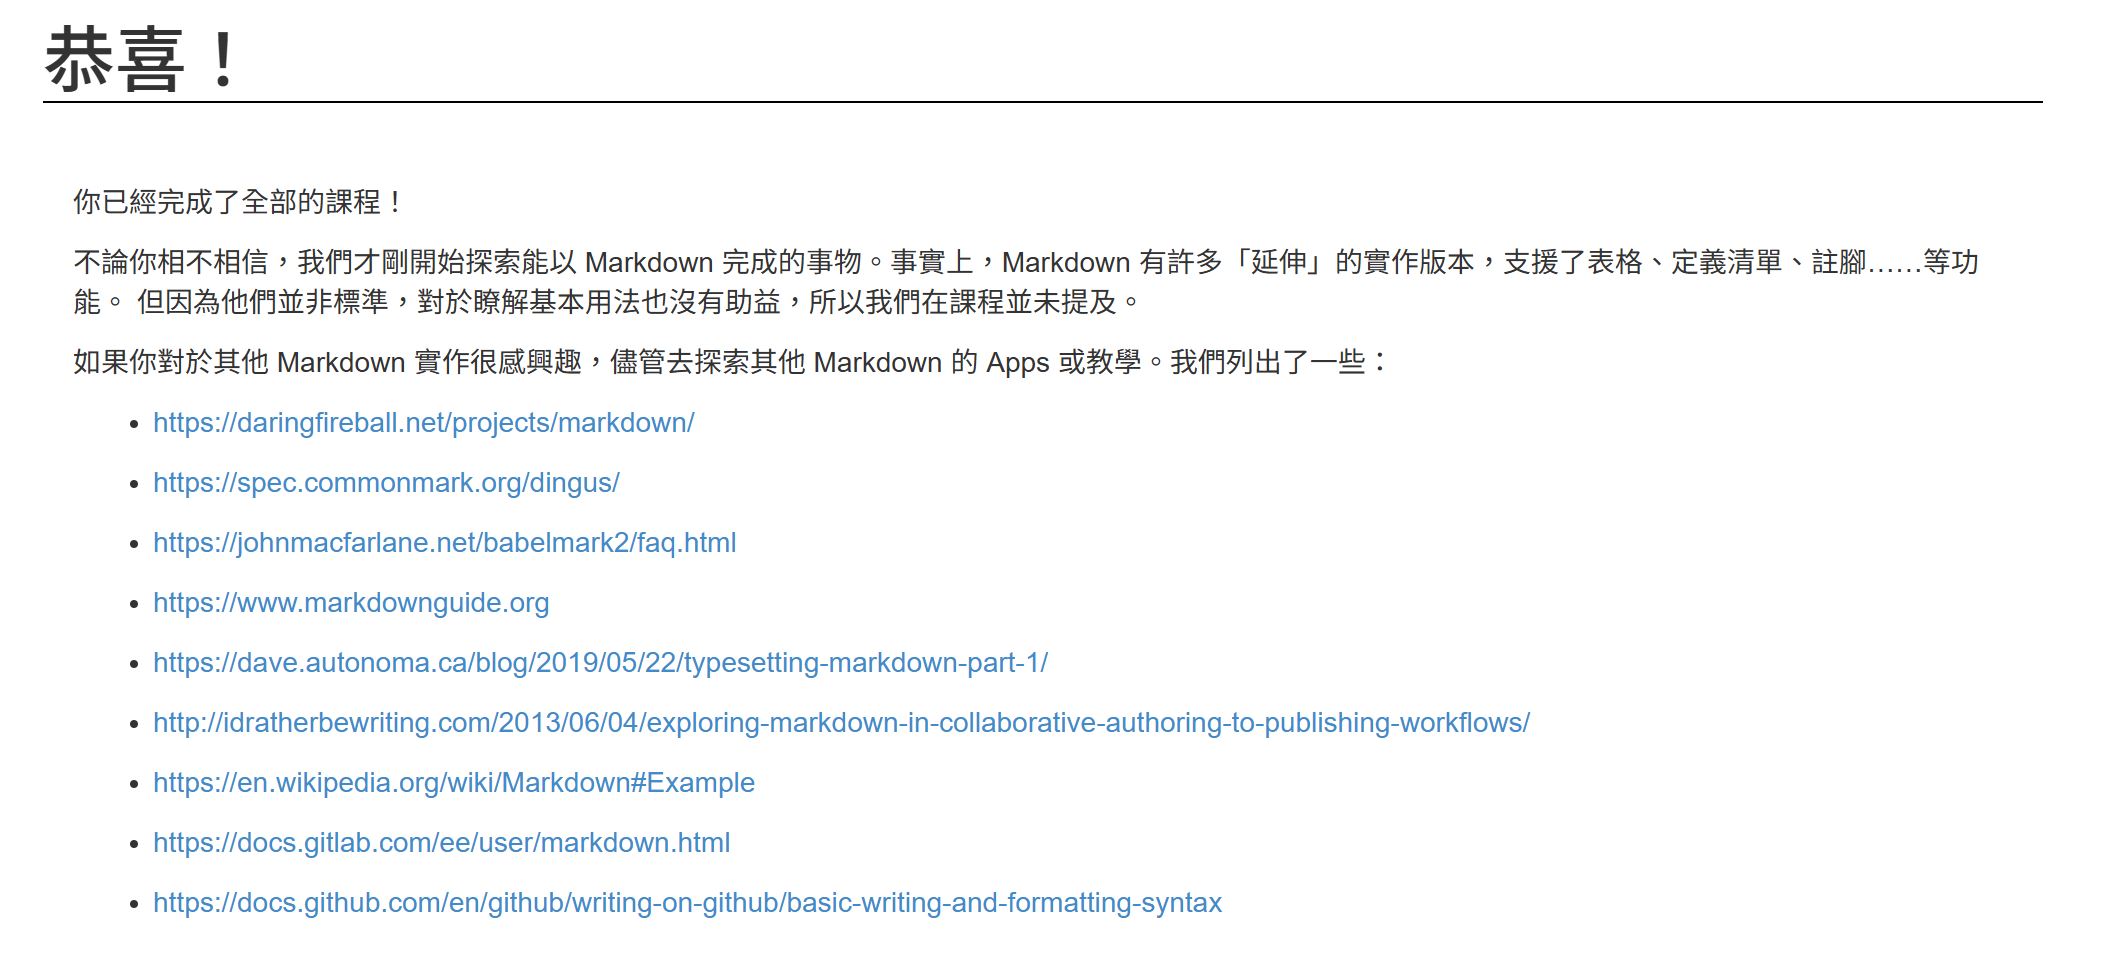 恭喜！
你已經完成了全部的課程！
不論你相不相信，我們才剛開始探索能以 Markdown 完成的事物。事實上，Markdown 有許多「延伸」的實作版本，支援了表格、定義清單、註腳……等功
能。 但因為他們並非標準，對於瞭解基本用法也沒有助益，所以我們在課程並未提及。
如果你對於其他 Markdown 實作很感興趣，儘管去探索其他 Markdown 的 Apps 或教學。我們列出了一些：
• https://daringfireball.net/projects/markdown/
• https://spec.commonmark.org/dingus/
• https://johnmacfarlane.net/babelmark2/faq.html
• https://www.markdownguide.org
• https://dave.autonoma.ca/blog/2019/05/22/typesetting-markdown-part-1/
• http://idratherbewriting.com/2013/06/04/exploring-markdown-in-collaborative-authoring-to-publishing-workflows/
• https://en.wikipedia.org/wiki/Markdown#Example
• https://docs.gitlab.com/ee/user/markdown.html
• https://docs.github.com/en/github/writing-on-github/basic-writing-and-formatting-syntax